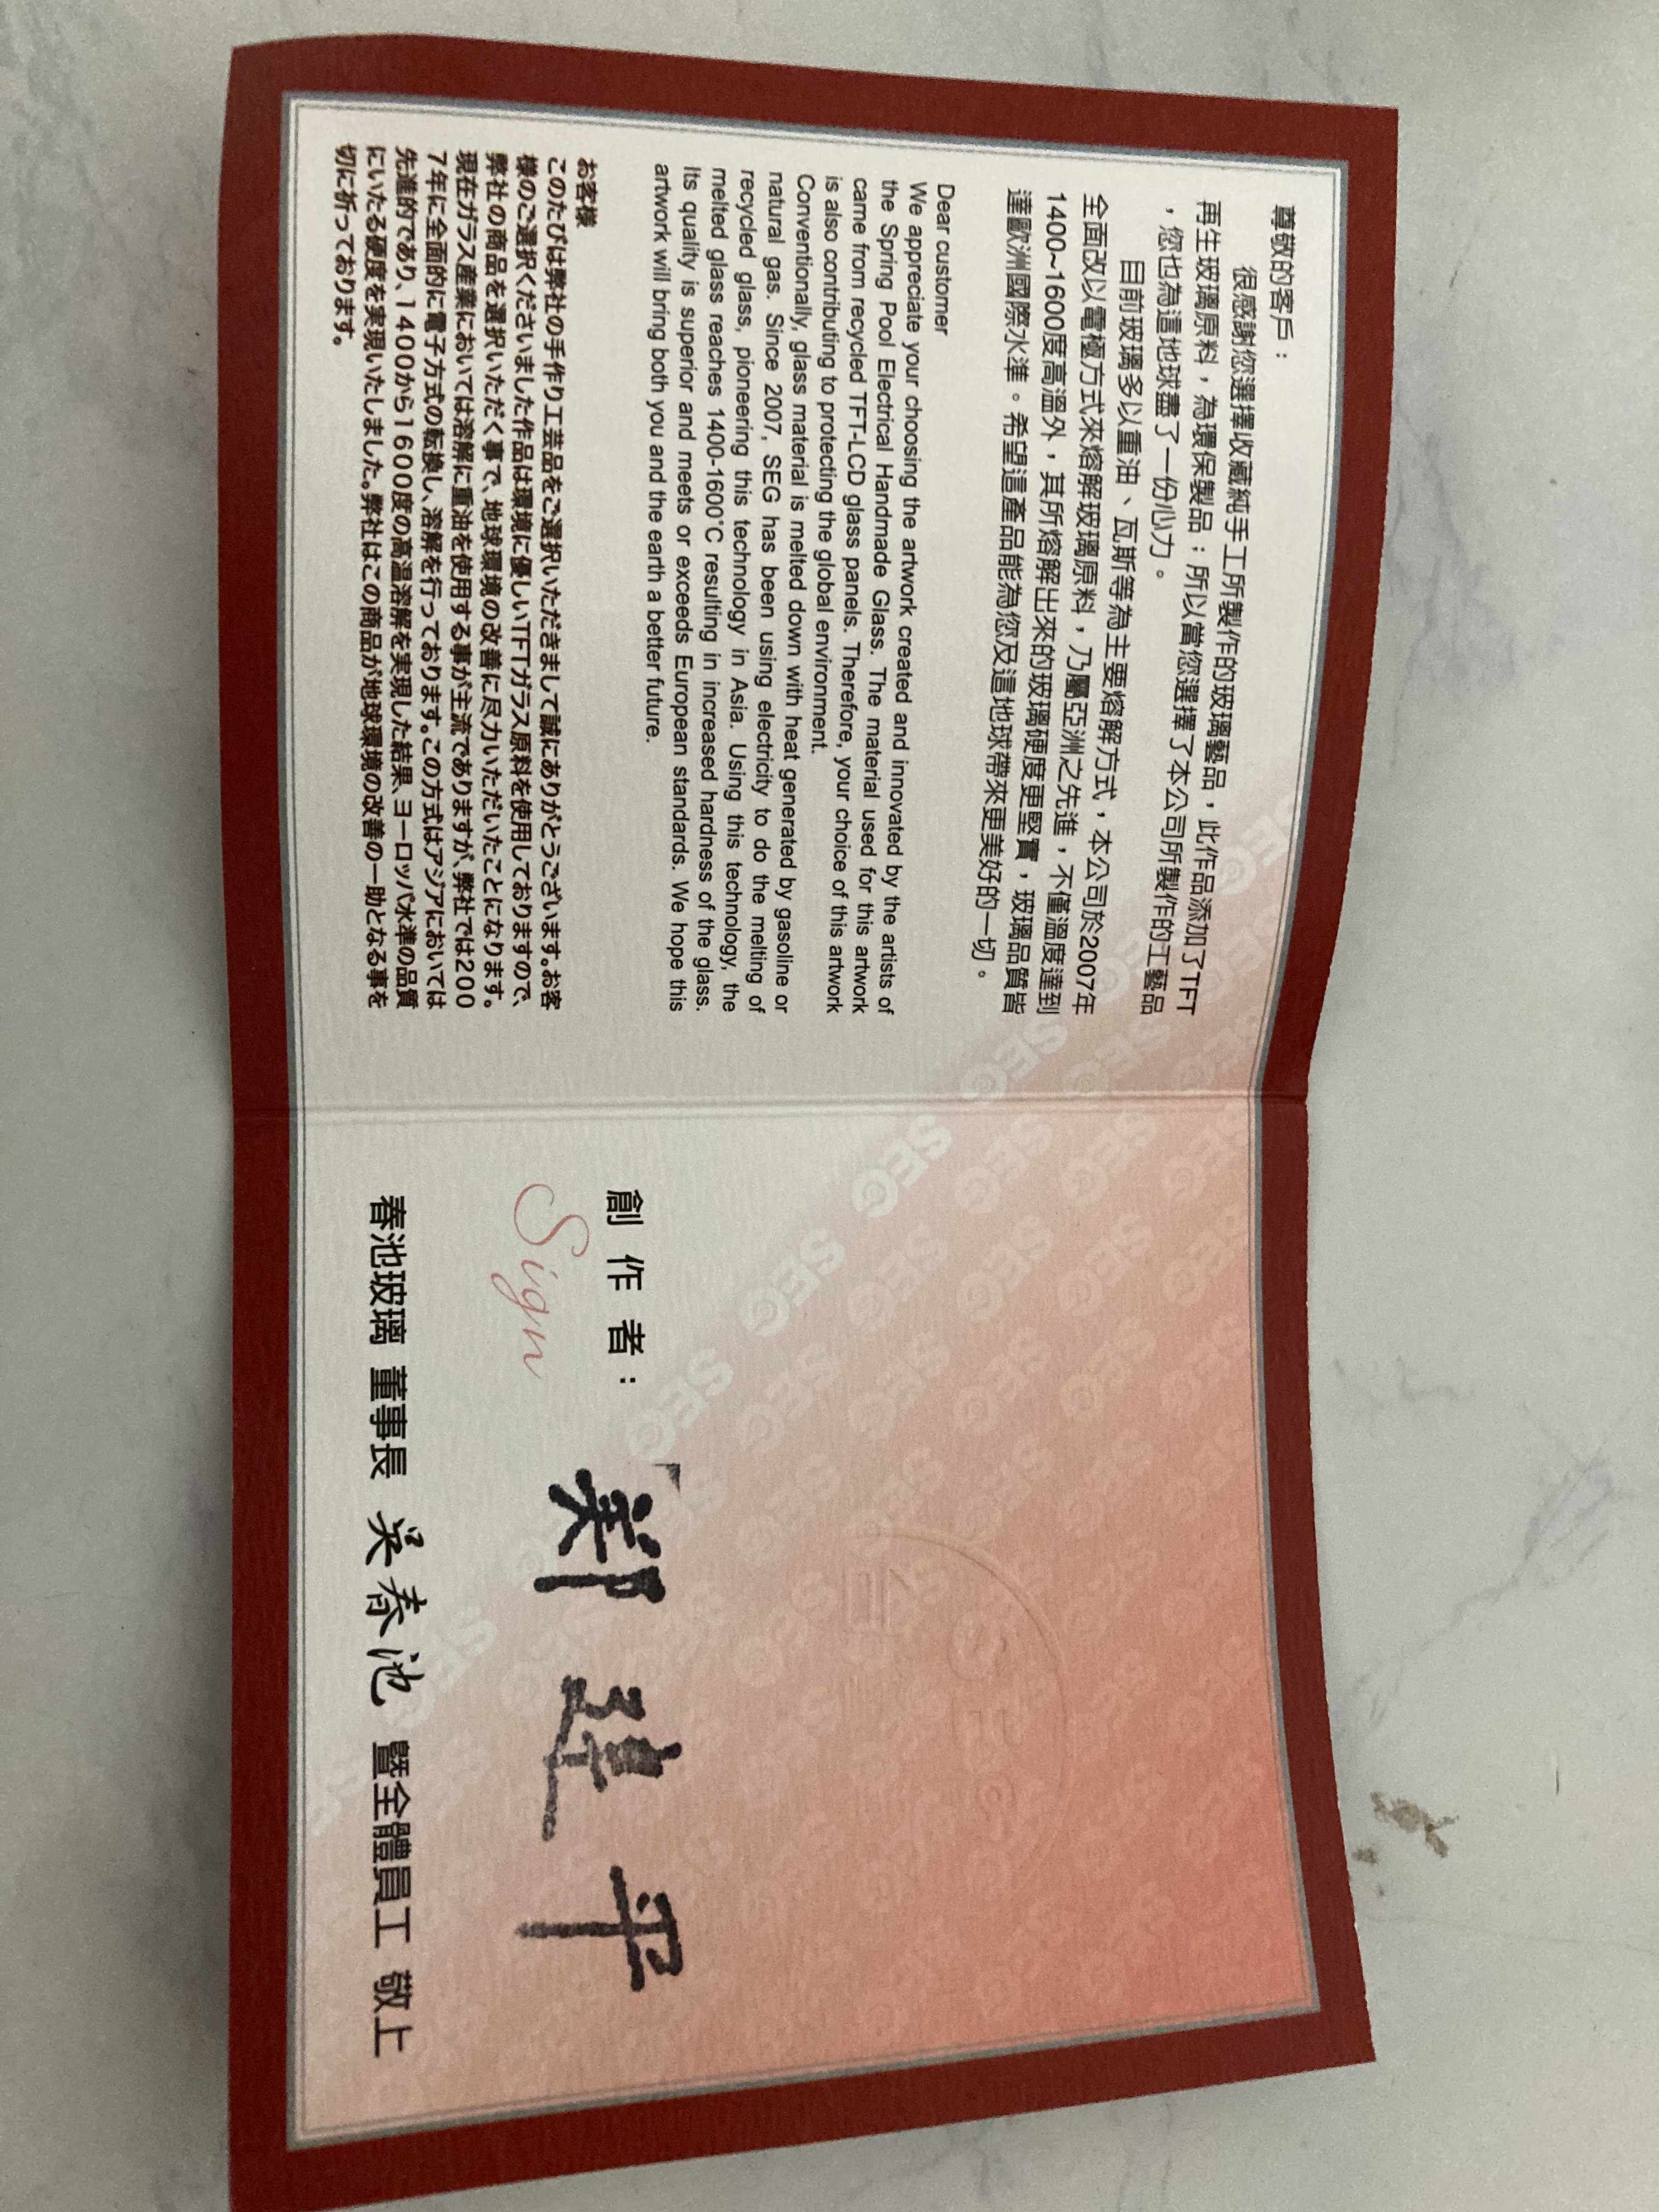 尊敬的客戶：
很感謝您選擇收藏純手工所製作的玻璃藝品，此作品添加了TFT
再生玻璃原料，為環保製品；所以當您選擇了本公司所製作的工藝品
，您也為這地球盡了一份心力。
目前玻璃多以重油、瓦斯等為主要熔解方式，本公司於2007年
全面改以電極方式來熔解玻璃原料，乃屬亞洲之先進，不僅溫度達到
1400~1600度高溫外，其所熔解出來的玻璃硬度更堅實，玻璃品質皆
達歐洲國際水準。希望這產品能為您及這地球帶來更美好的一切。
Dear customer
We appreciate your choosing the artwork created and innovated by the artists of
the Spring Pool Electrical Handmade Glass. The material used for this artwork
came from recycled TFT-LCD glass panels. Therefore, your choice of this artwork
is also contributing to protecting the global environment.
Conventionally, glass material is melted down with heat generated by gasoline or
natural gas. Since 2007, SEG has been using electricity to do the melting of
recycled glass, pioneering this technology in Asia. Using this technology, the
melted glass reaches 1400-1600°C resulting in increased hardness of the glass.
Its quality is superior and meets or exceeds European standards. We hope this
artwork will bring both you and the earth a better future.
お客様
このたびは弊社の手作り工芸品をご選択いただきまして誠にありがとうございます。お客
様のご選択くださいました作品は環境に優しいTFTガラス原料を使用しておりますので、
弊社の商品を選択いただく事で、地球環境の改善に尽力いただいたことになります。
現在ガラス産業においては溶解に重油を使用する事が主流でありますが、弊社では200
7年に全面的に電子方式の転換し、溶解を行っております。この方式はアジアにおいては
先進的であり、1400から1600度の高温溶解を実現した結果、ヨーロッパ水準の品質
にいたる硬度を実現いたしました。弊社はこの商品が地球環境の改善の一助となる事を
切に祈っております。
SEG
創作者：
Sign
鄭建平
春池玻璃 董事長 吳春池 暨全體員工 敬上